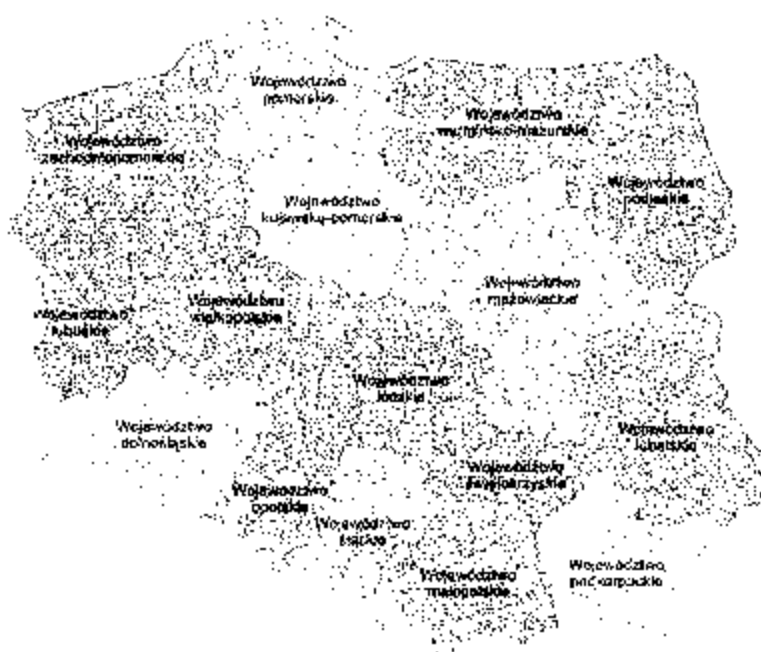 Województwo
pomorskie
Województwo
warmińsko-mazurskie
Województwo
zachodniopomorskie
Województwo
podlaskie
Województwo
kujawsko-pomorskie
Województwo
mazowieckie
Województwo
wielkopolskie
Województwo
lubuskie
Województwo
łódzkie
Województwo
dolnośląskie
Województwo
lubelskie
Województwo
świętokrzyskie
Województwo
opolskie
Województwo
śląskie
Województwo
podkarpackie
Województwo
małopolskie